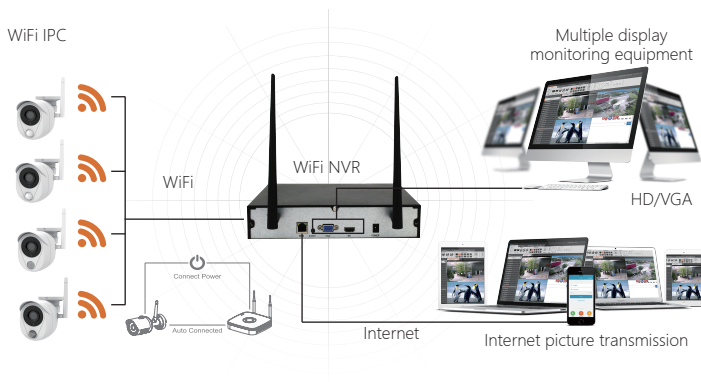 WiFi IPC
Multiple display
monitoring equipment
WiFi NVR
WiFi
HD/VGA
Connect Power
Auto Connected
Internet
Internet picture transmission